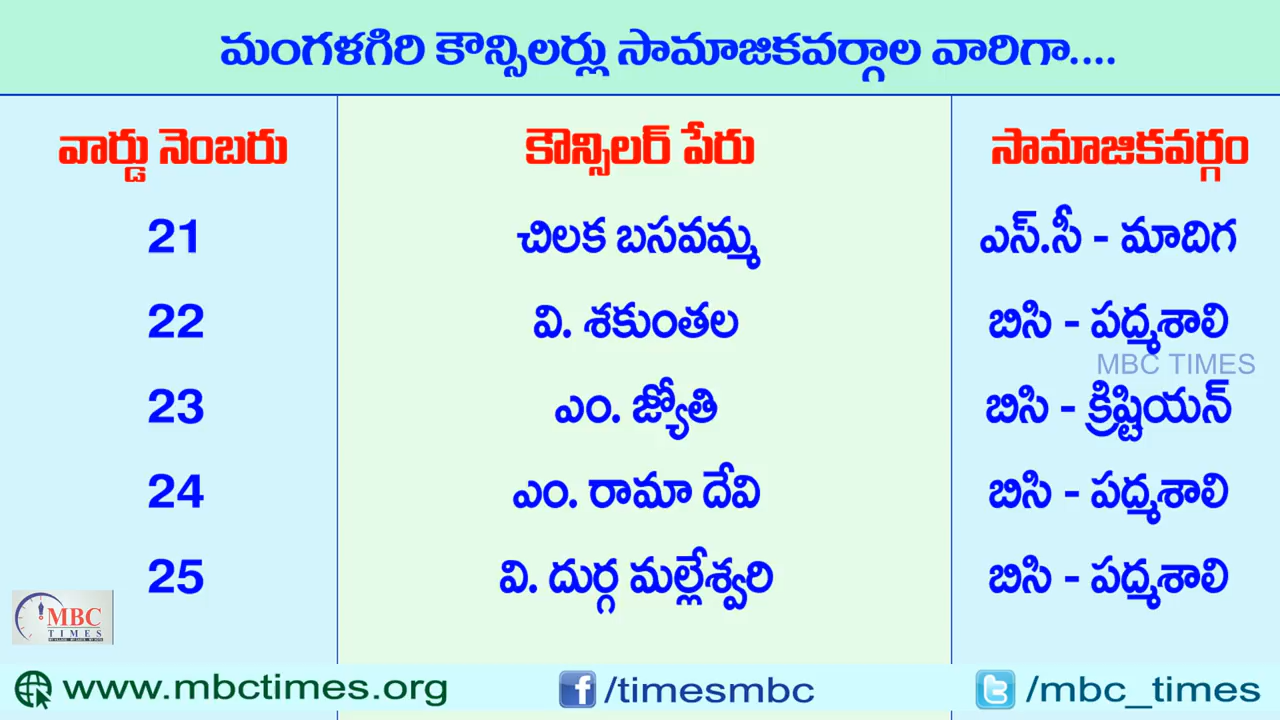 మంగళగిరి కౌన్సిలర్లు సామాజికవర్గాల వారిగా....
వార్డు నెంబరు కౌన్సిలర్ పేరు సామాజికవర్గం
21 చిలక బసవమ్మ ఎస్.సీ - మాదిగ
22 వి. శకుంతల బిసి - పద్మశాలి
MBC TIMES
23 ఎం. జ్యోతి బిసి - క్రిష్టియన్
24 ఎం. రామా దేవి బిసి - పద్మశాలి
25 వి. దుర్గ మల్లేశ్వరి బిసి - పద్మశాలి
MBC
TIMES
www.mbctimes.org /timesmbc /mbc_times